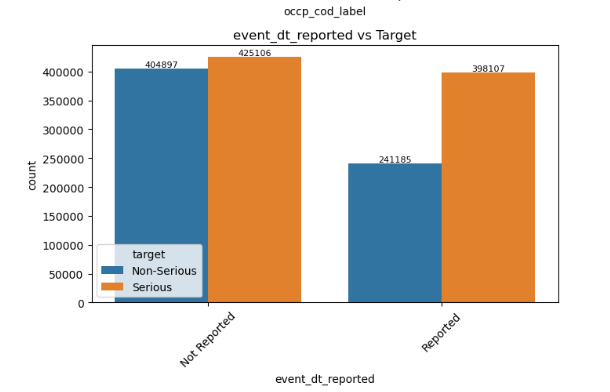 occp_cod_label
event_dt_reported vs Target
425106
404897
398107
241185
400000
350000
300000
250000
200000
150000
100000
50000
0
count
target
Non-Serious
Serious
Not Reported
Reported
event_dt_reported